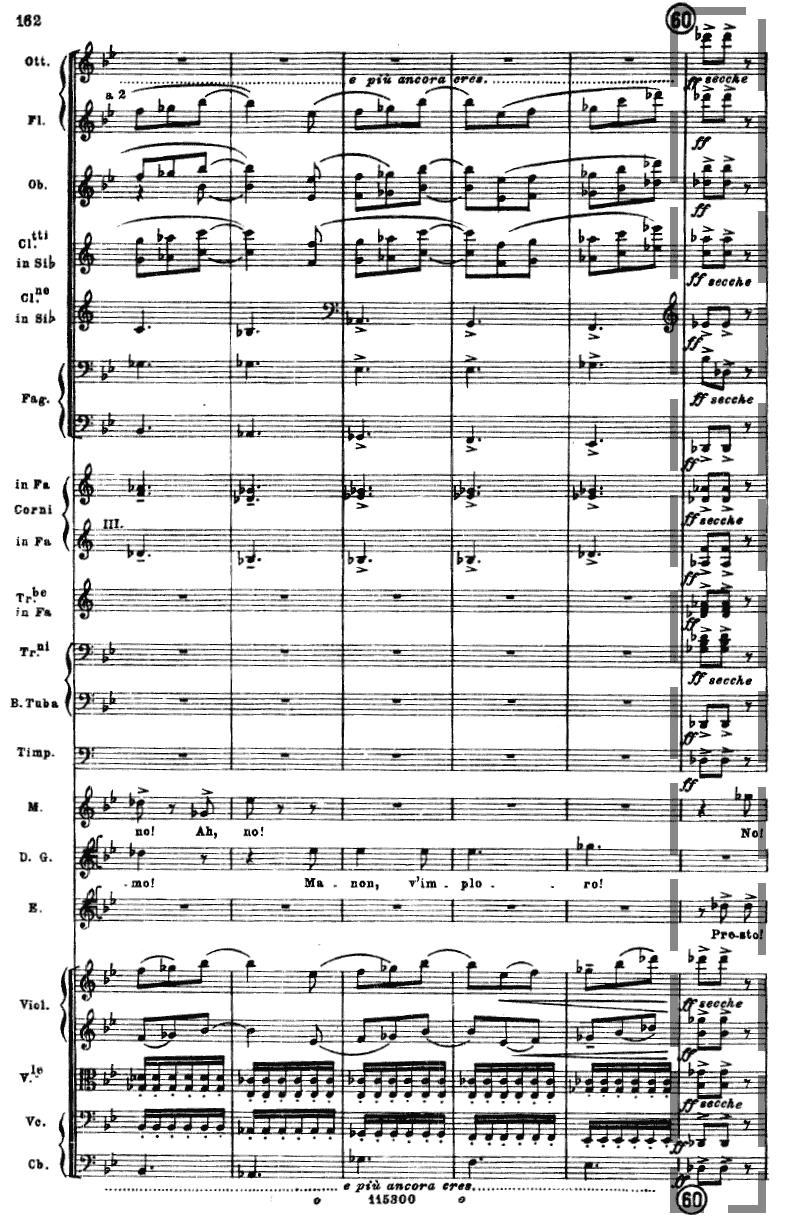 162
60
Ott.
e più ancora cres.
ff secche
a 2
Fl.
ff
Ob.
ff
Cl.tti
in Si♭
ff secche
Cl.ne
in Si♭
ff
Fag.
ff secche
ff
in Fa
Corni
ff secche
III.
in Fa
ff
Tr.be
in Fa
ff
Tr.ni
ff secche
B. Tuba
ff
Timp.
ff
M.
no! Ah, no! No!
D. G.
- mo! Ma - non, v'im - plo - - ro!
E.
Pre-sto!
Viol.
ff secche
ff
V.le
ff secche
Vc.
ff
Cb.
ff
e più ancora cres.
115300
60